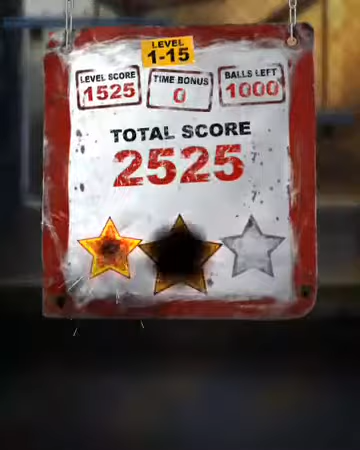 LEVEL
1-15
LEVEL SCORE
1525
TIME BONUS
0
BALLS LEFT
1000
TOTAL SCORE
2525